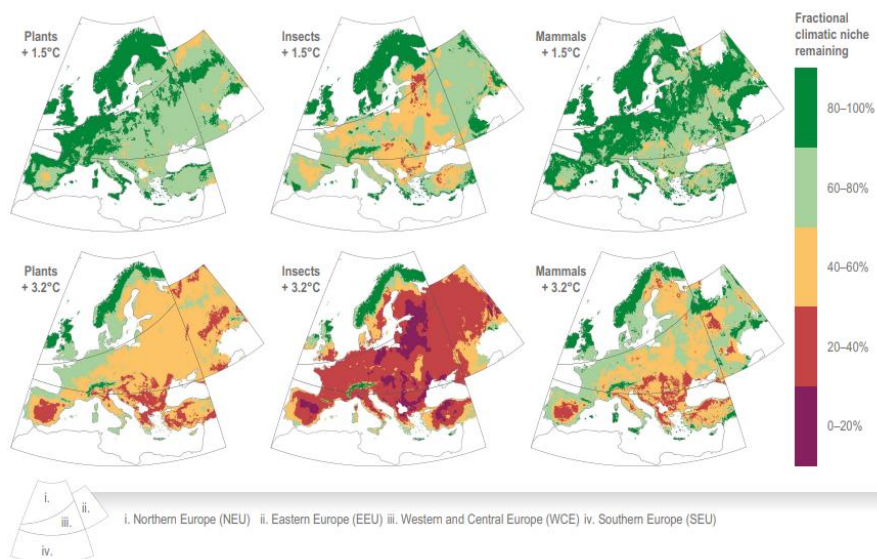 Plants
+ 1.5°C
Insects
+ 1.5°C
Mammals
+ 1.5°C
Fractional
climatic niche
remaining
80–100%
60–80%
40–60%
20–40%
0–20%
Plants
+ 3.2°C
Insects
+ 3.2°C
Mammals
+ 3.2°C
i.
ii.
iii.
iv.
i. Northern Europe (NEU) ii. Eastern Europe (EEU) iii. Western and Central Europe (WCE) iv. Southern Europe (SEU)